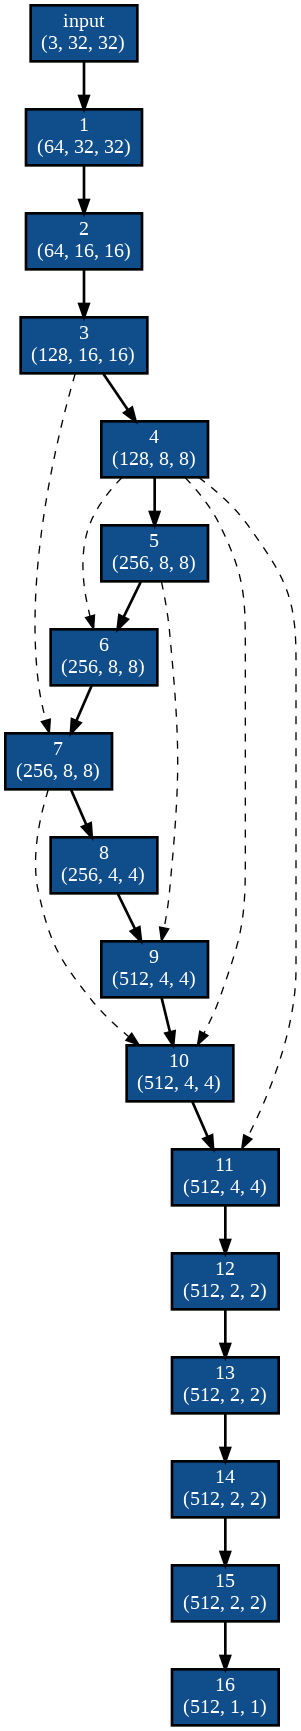 input
(3, 32, 32)
1
(64, 32, 32)
2
(64, 16, 16)
3
(128, 16, 16)
4
(128, 8, 8)
5
(256, 8, 8)
6
(256, 8, 8)
7
(256, 8, 8)
8
(256, 4, 4)
9
(512, 4, 4)
10
(512, 4, 4)
11
(512, 4, 4)
12
(512, 2, 2)
13
(512, 2, 2)
14
(512, 2, 2)
15
(512, 2, 2)
16
(512, 1, 1)